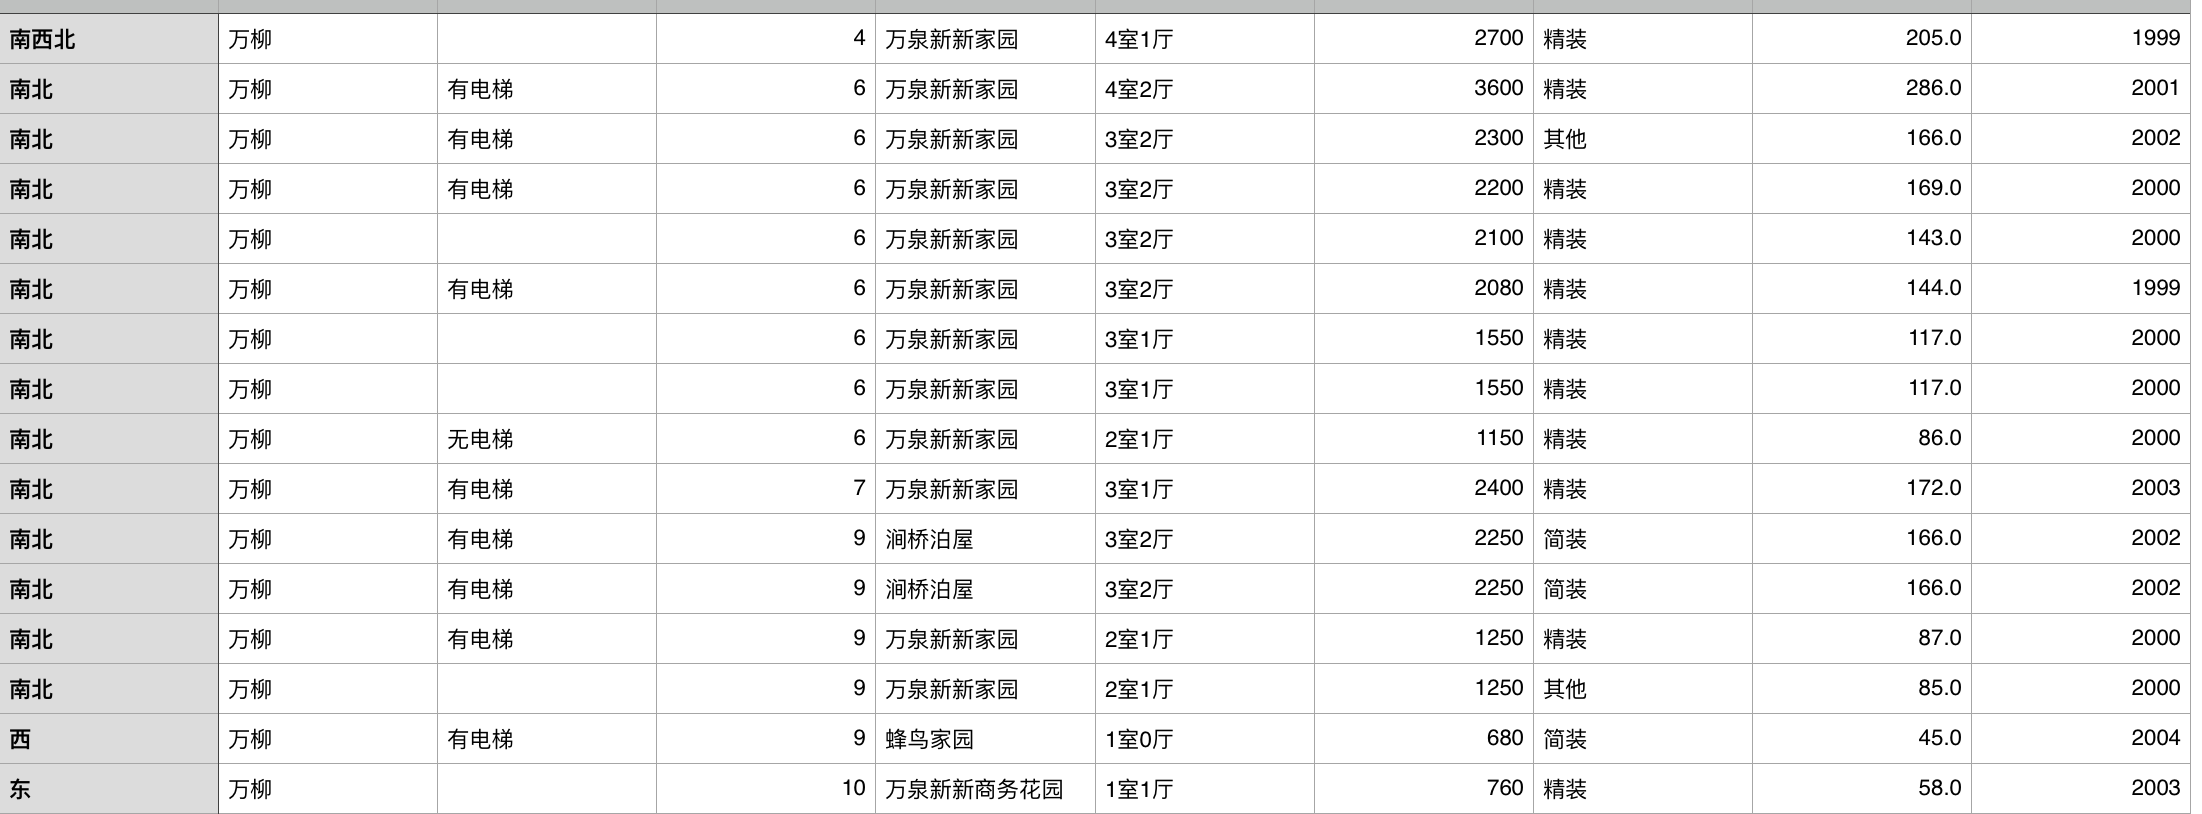 南西北 万柳 4 万泉新新家园 4室1厅 2700 精装 205.0 1999
南北 万柳 有电梯 6 万泉新新家园 4室2厅 3600 精装 286.0 2001
南北 万柳 有电梯 6 万泉新新家园 3室2厅 2300 其他 166.0 2002
南北 万柳 有电梯 6 万泉新新家园 3室2厅 2200 精装 169.0 2000
南北 万柳 6 万泉新新家园 3室2厅 2100 精装 143.0 2000
南北 万柳 有电梯 6 万泉新新家园 3室2厅 2080 精装 144.0 1999
南北 万柳 6 万泉新新家园 3室1厅 1550 精装 117.0 2000
南北 万柳 6 万泉新新家园 3室1厅 1550 精装 117.0 2000
南北 万柳 无电梯 6 万泉新新家园 2室1厅 1150 精装 86.0 2000
南北 万柳 有电梯 7 万泉新新家园 3室1厅 2400 精装 172.0 2003
南北 万柳 有电梯 9 涧桥泊屋 3室2厅 2250 简装 166.0 2002
南北 万柳 有电梯 9 涧桥泊屋 3室2厅 2250 简装 166.0 2002
南北 万柳 有电梯 9 万泉新新家园 2室1厅 1250 精装 87.0 2000
南北 万柳 9 万泉新新家园 2室1厅 1250 其他 85.0 2000
西 万柳 有电梯 9 蜂鸟家园 1室0厅 680 简装 45.0 2004
东 万柳 10 万泉新新商务花园 1室1厅 760 精装 58.0 2003